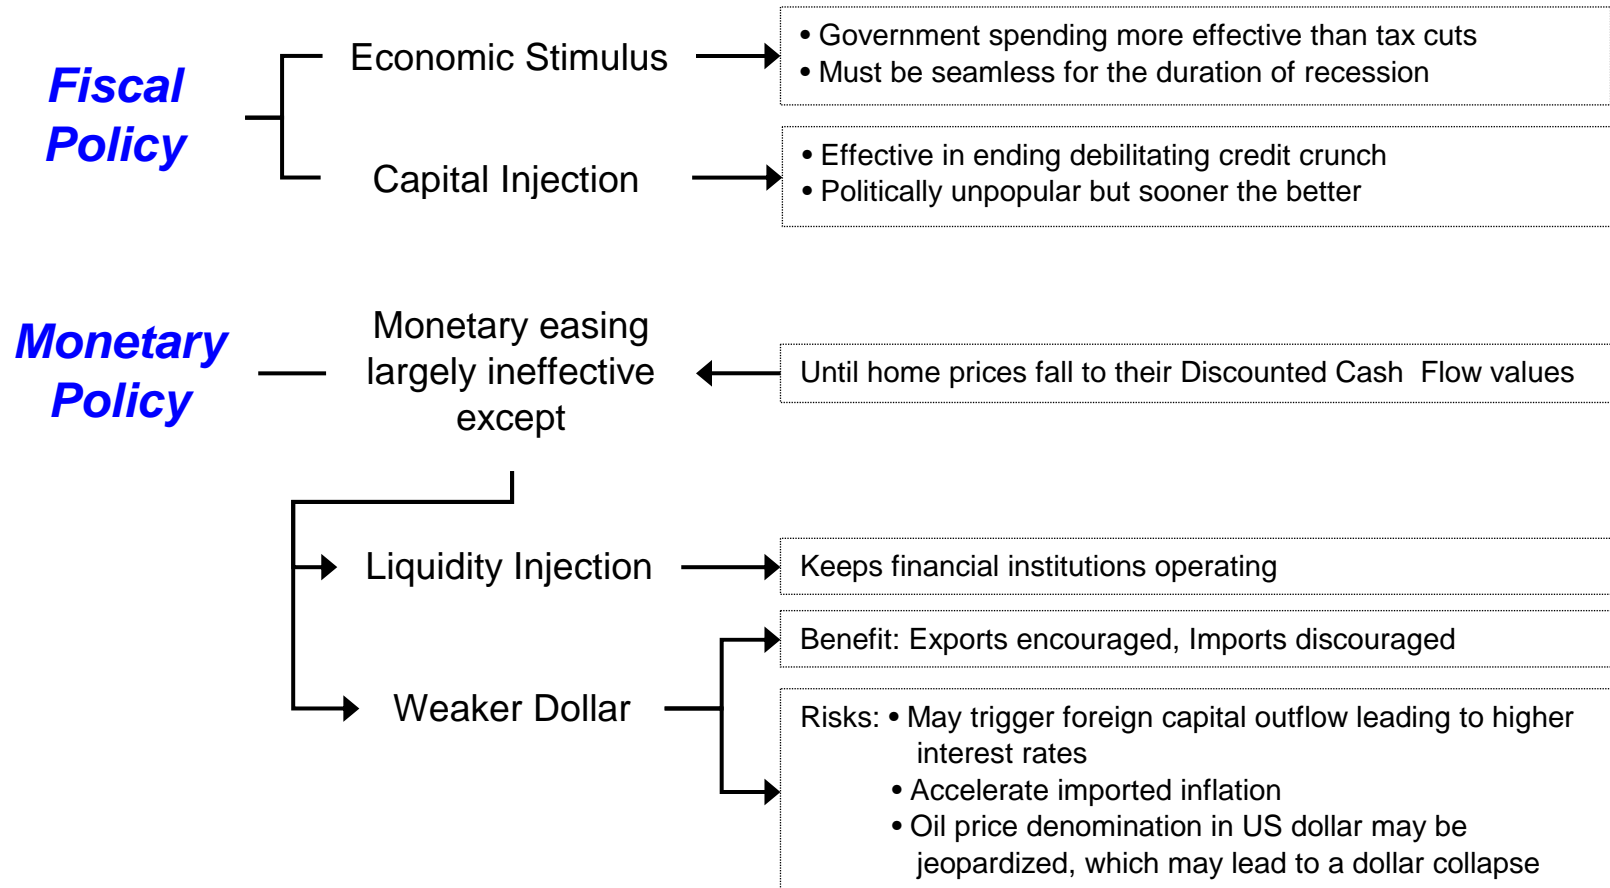 Fiscal
Policy
Economic Stimulus
• Government spending more effective than tax cuts
• Must be seamless for the duration of recession
Capital Injection
• Effective in ending debilitating credit crunch
• Politically unpopular but sooner the better
Monetary
Policy
Monetary easing
largely ineffective
except
Until home prices fall to their Discounted Cash Flow values
Liquidity Injection
Keeps financial institutions operating
Weaker Dollar
Benefit: Exports encouraged, Imports discouraged
Risks: • May trigger foreign capital outflow leading to higher
interest rates
• Accelerate imported inflation
• Oil price denomination in US dollar may be
jeopardized, which may lead to a dollar collapse